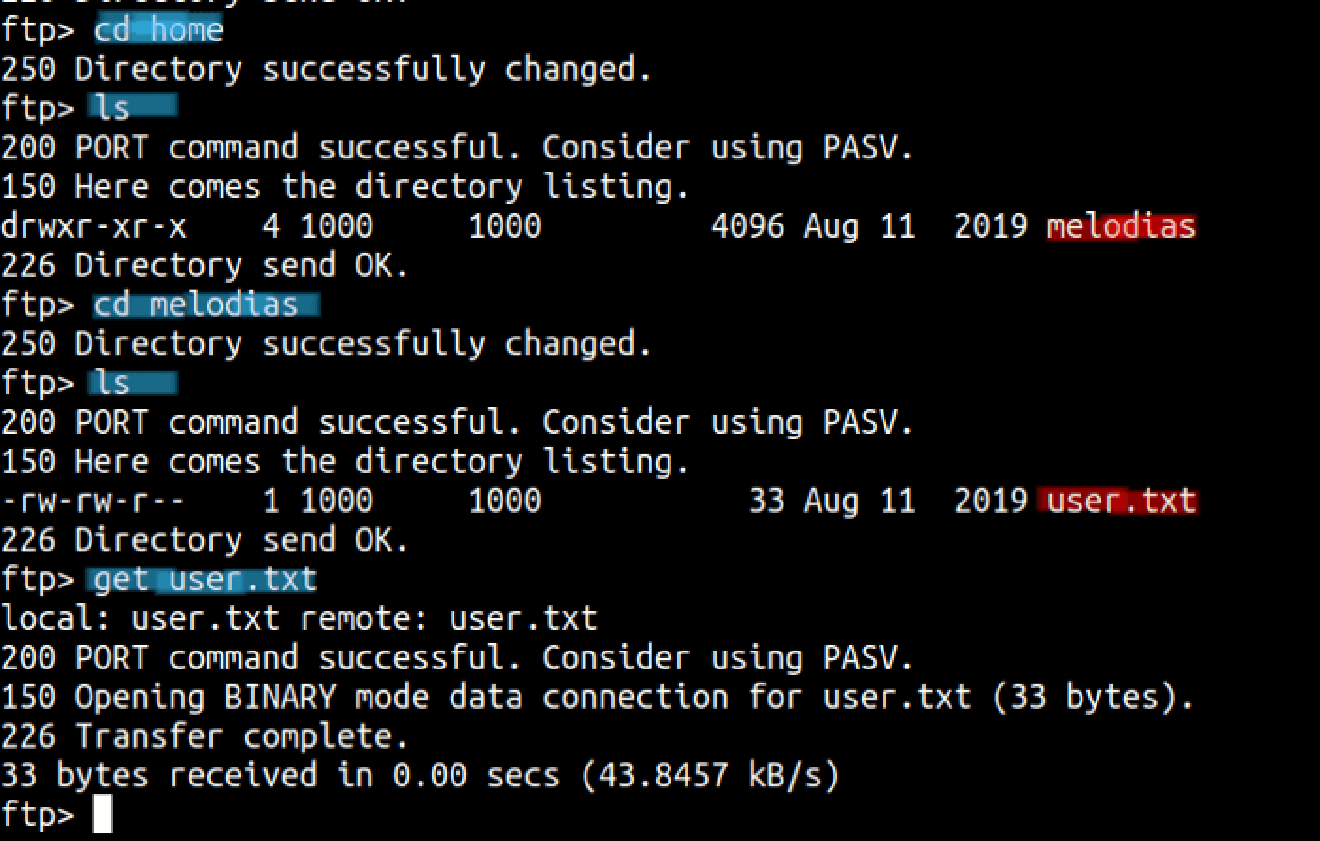 ftp> cd home
250 Directory successfully changed.
ftp> ls
200 PORT command successful. Consider using PASV.
150 Here comes the directory listing.
drwxr-xr-x    4 1000     1000         4096 Aug 11  2019 melodias
226 Directory send OK.
ftp> cd melodias
250 Directory successfully changed.
ftp> ls
200 PORT command successful. Consider using PASV.
150 Here comes the directory listing.
-rw-rw-r--    1 1000     1000           33 Aug 11  2019 user.txt
226 Directory send OK.
ftp> get user.txt
local: user.txt remote: user.txt
200 PORT command successful. Consider using PASV.
150 Opening BINARY mode data connection for user.txt (33 bytes).
226 Transfer complete.
33 bytes received in 0.00 secs (43.8457 kB/s)
ftp>